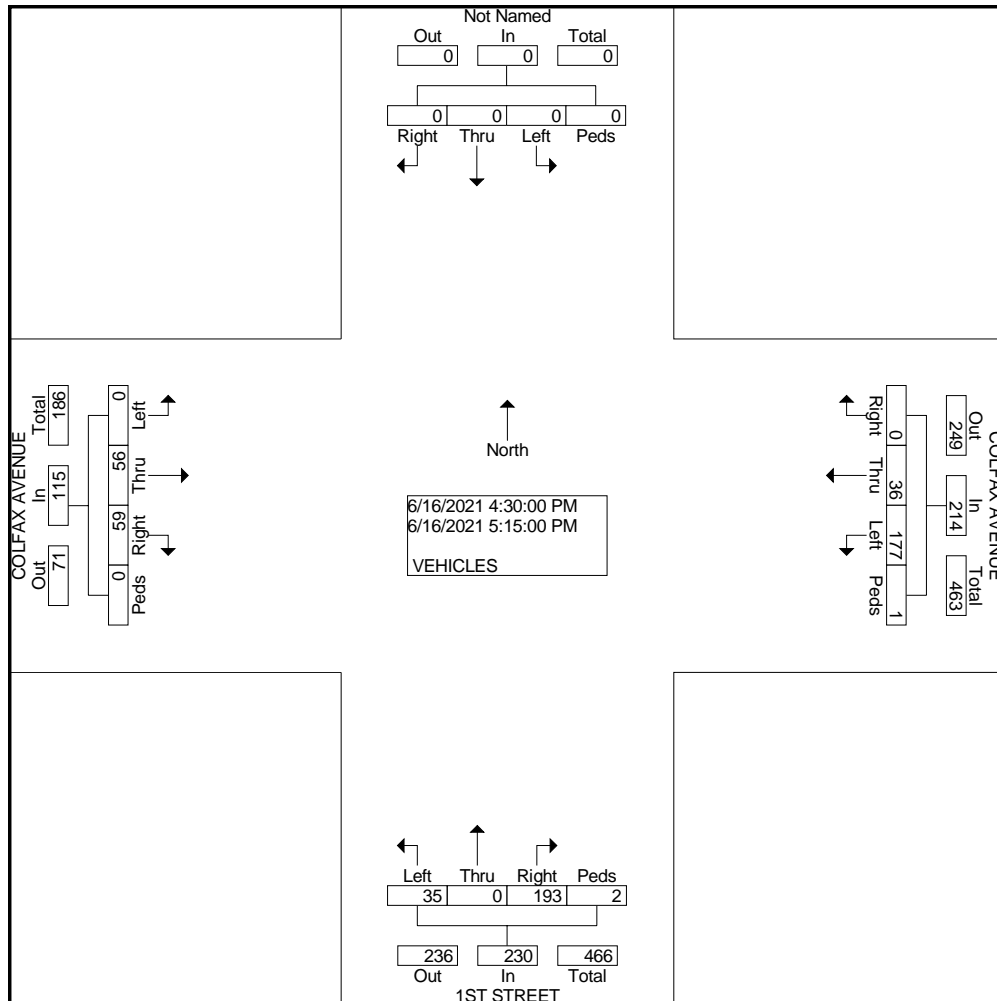 Not Named
Out In Total
0 0 0
0 0 0 0
Right Thru Left Peds
COLFAX AVENUE
Total In Out
186 115 71
0 56 59 0
Left Thru Right Peds
North
6/16/2021 4:30:00 PM
6/16/2021 5:15:00 PM
VEHICLES
Right Thru Left Peds
0 36 177 1
Out In Total
249 214 463
COLFAX AVENUE
Left Thru Right Peds
35 0 193 2
236 230 466
Out In Total
1ST STREET